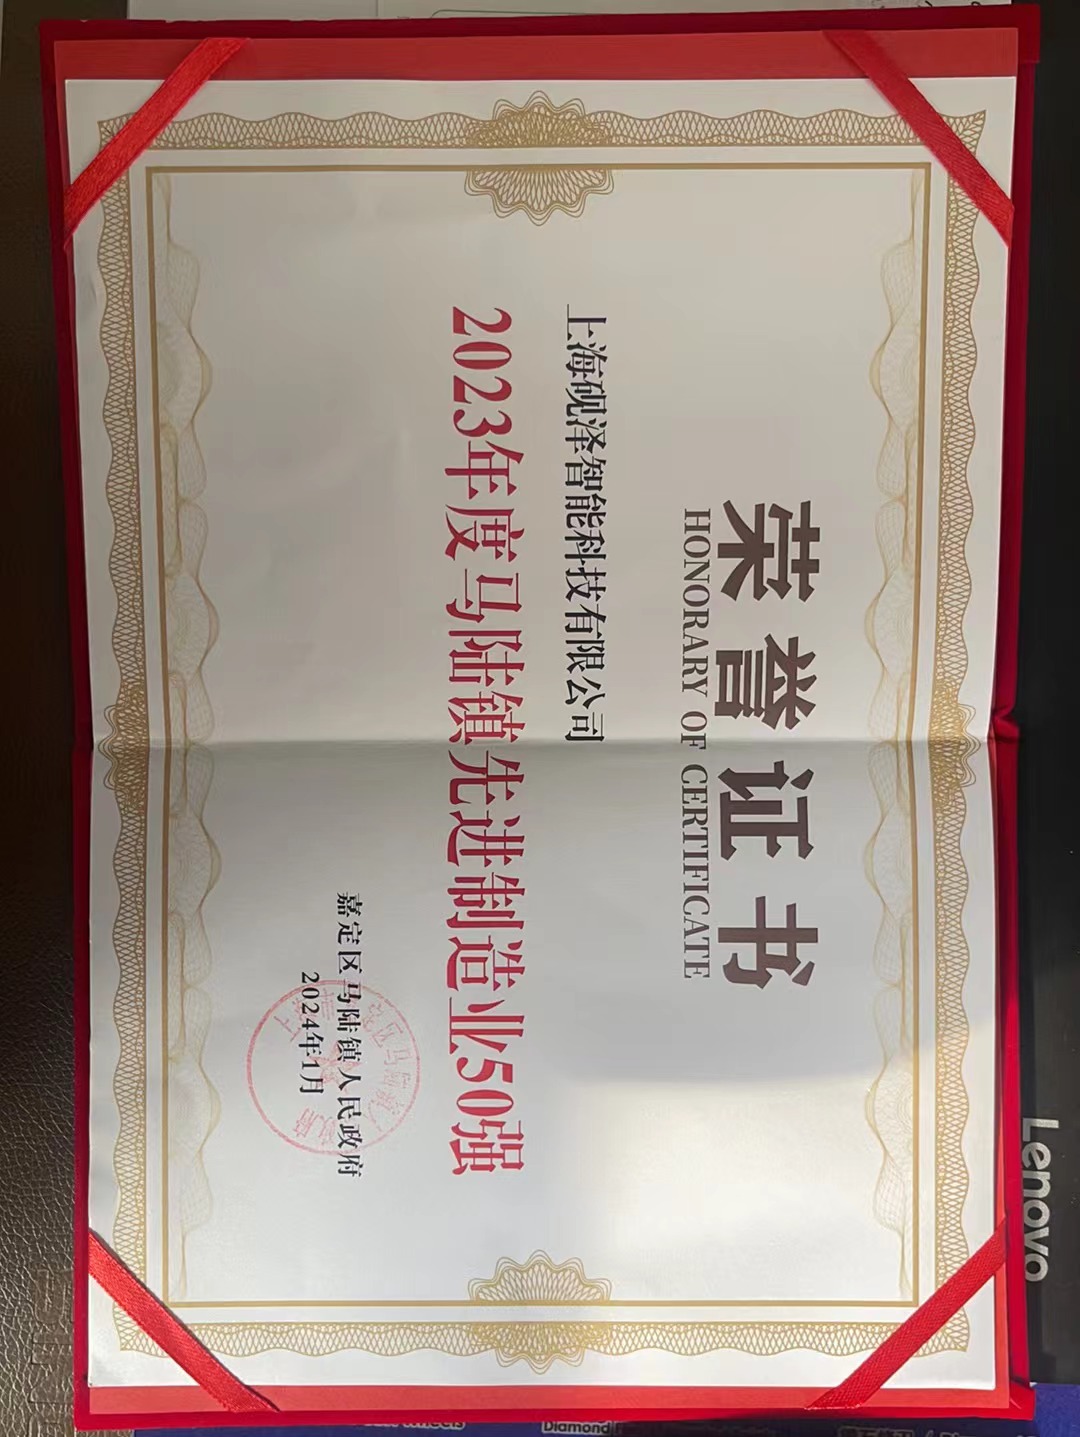 荣誉证书
HONORARY OF CERTIFICATE
上海砚泽智能科技有限公司
2023年度马陆镇先进制造业50强
嘉定区马陆镇人民政府
2024年1月
Lenovo
Wheels
Diamond